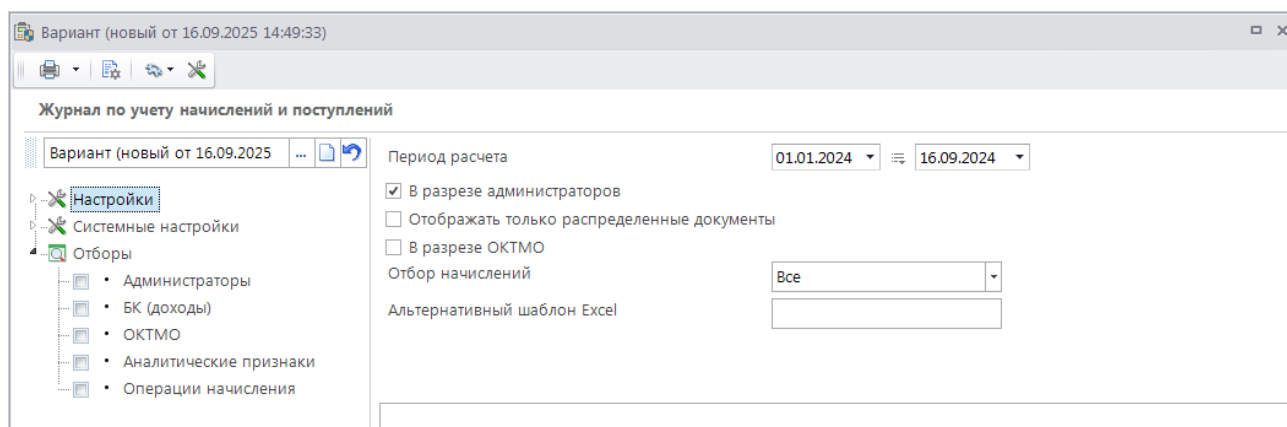 Вариант (новый от 16.09.2025 14:49:33)
Журнал по учету начислений и поступлений
Вариант (новый от 16.09.2025 ...
Настройки
Системные настройки
Отборы
• Администраторы
• БК (доходы)
• ОКТМО
• Аналитические признаки
• Операции начисления
Период расчета 01.01.2024 16.09.2024
В разрезе администраторов
Отображать только распределенные документы
В разрезе ОКТМО
Отбор начислений Все
Альтернативный шаблон Excel